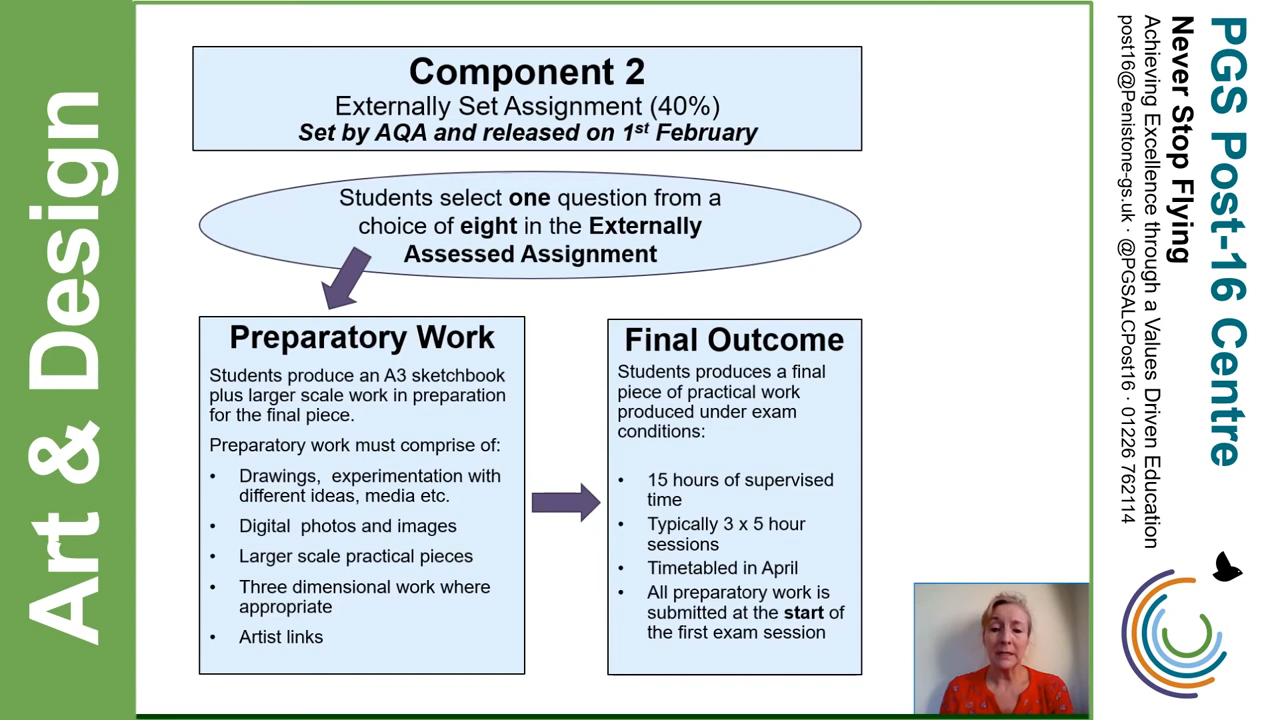 Art & Design
Component 2
Externally Set Assignment (40%)
Set by AQA and released on 1st February
Students select one question from a
choice of eight in the Externally
Assessed Assignment
Preparatory Work
Students produce an A3 sketchbook
plus larger scale work in preparation
for the final piece.
Preparatory work must comprise of:
• Drawings, experimentation with
different ideas, media etc.
• Digital photos and images
• Larger scale practical pieces
• Three dimensional work where
appropriate
• Artist links
Final Outcome
Students produces a final
piece of practical work
produced under exam
conditions:
• 15 hours of supervised
time
• Typically 3 x 5 hour
sessions
• Timetabled in April
• All preparatory work is
submitted at the start of
the first exam session
PGS Post-16 Centre
Never Stop Flying
Achieving Excellence through a Values Driven Education
post16@Penistone-gs.uk · @PGSALCPost16 · 01226 762114